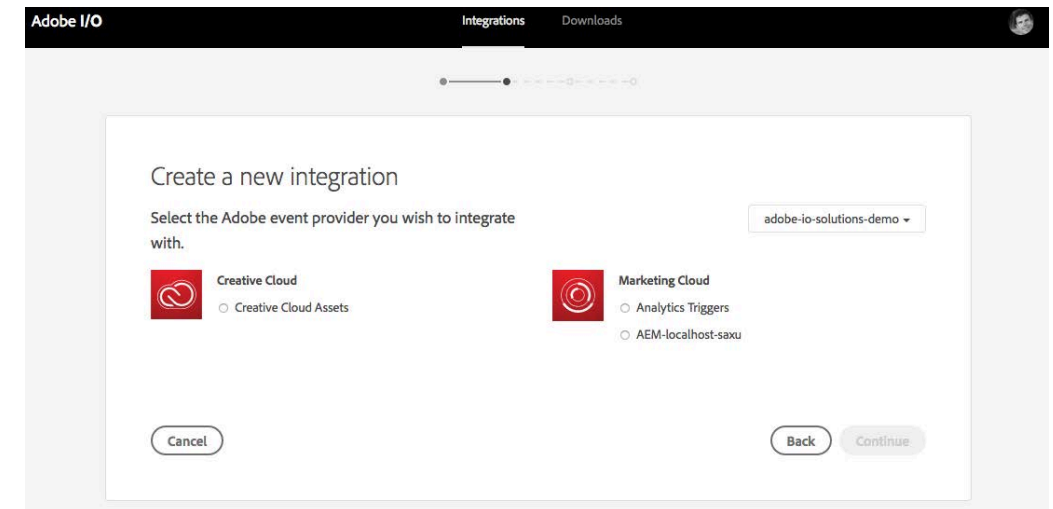 Adobe I/O
Integrations
Downloads
Create a new integration
Select the Adobe event provider you wish to integrate
with.
adobe-io-solutions-demo
Creative Cloud
Creative Cloud Assets
Marketing Cloud
Analytics Triggers
AEM-localhost-saxu
Cancel
Back
Continue